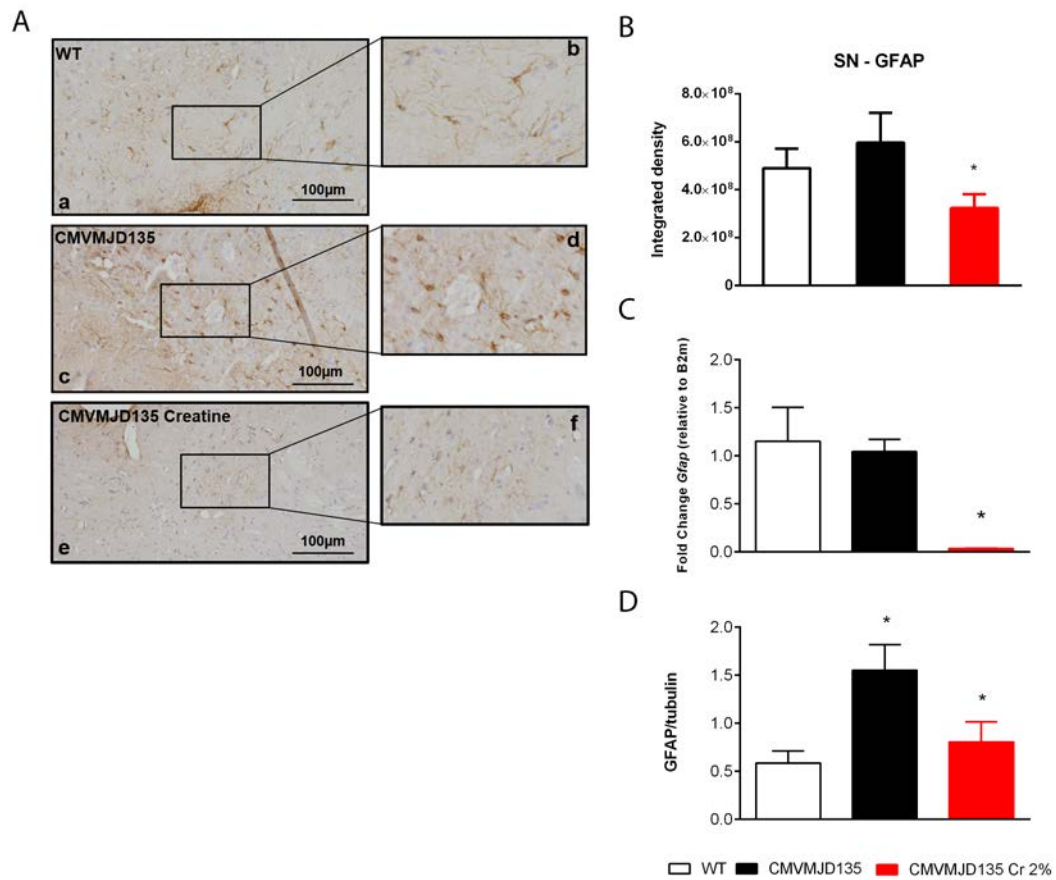 A
WT
a
100µm
b
CMVMJD135
c
100µm
d
CMVMJD135 Creatine
e
100µm
f
B
SN - GFAP
Integrated density
8.0×10⁸
6.0×10⁸
4.0×10⁸
2.0×10⁸
0
*
C
Fold Change Gfap (relative to B2m)
2.0
1.5
1.0
0.5
0.0
*
D
GFAP/tubulin
2.0
1.5
1.0
0.5
0.0
*
*
WT CMVMJD135 CMVMJD135 Cr 2%